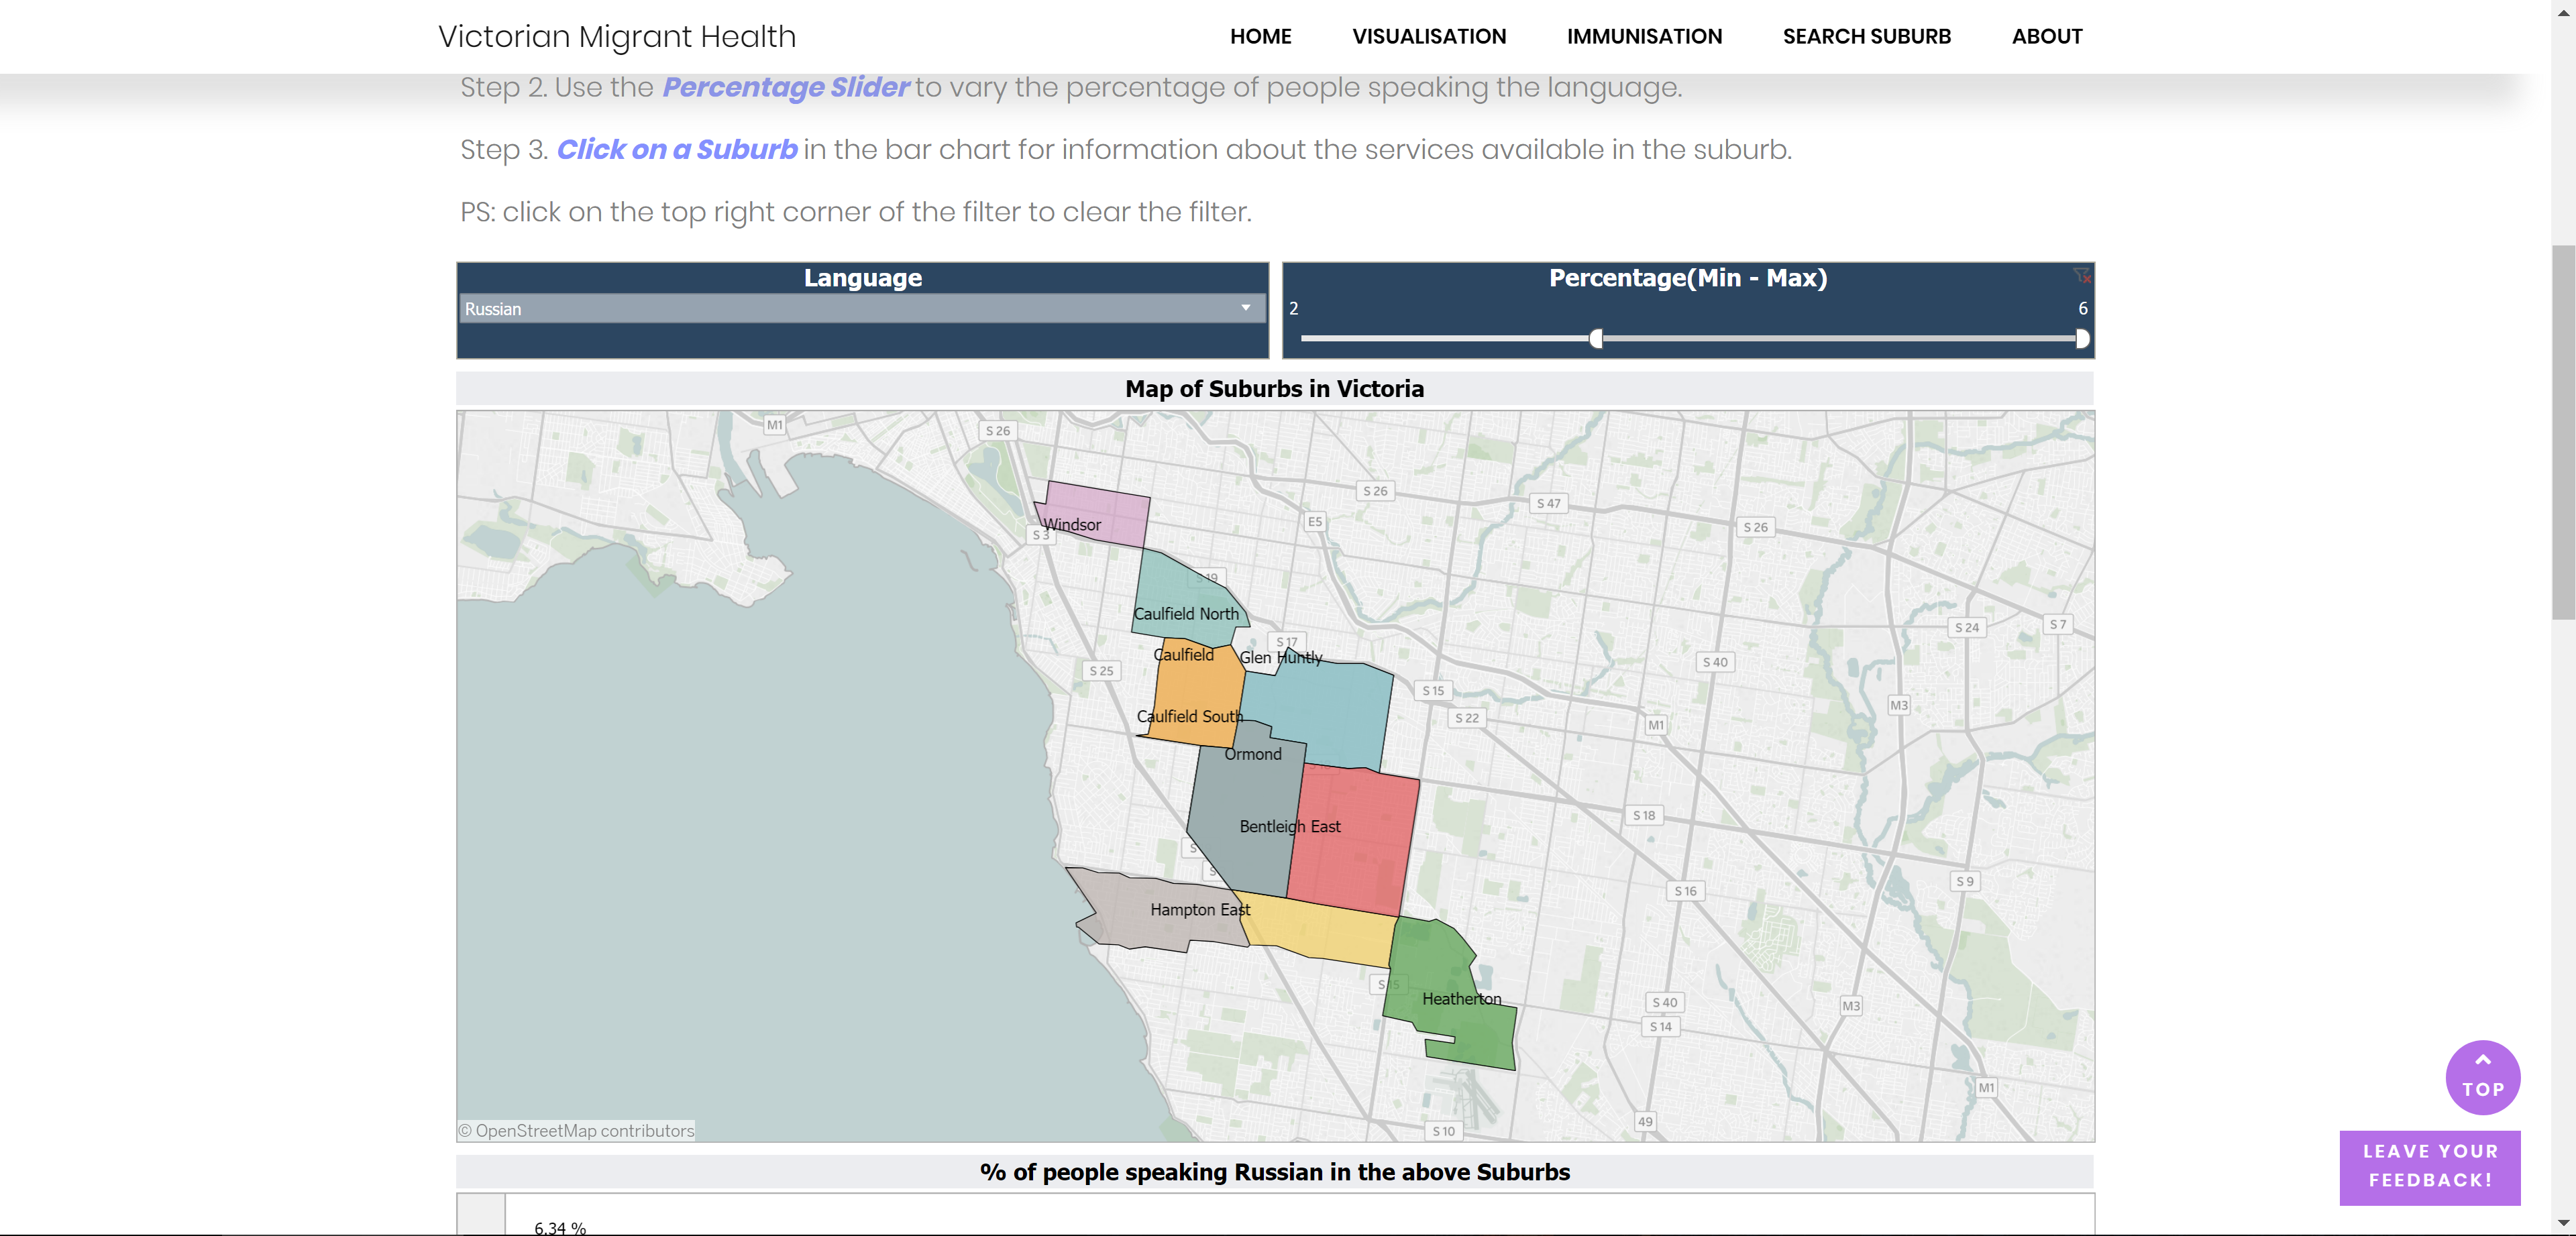 Victorian Migrant Health
HOME VISUALISATION IMMUNISATION SEARCH SUBURB ABOUT
Step 2. Use the Percentage Slider to vary the percentage of people speaking the language.
Step 3. Click on a Suburb in the bar chart for information about the services available in the suburb.
PS: click on the top right corner of the filter to clear the filter.
Language
Russian
Percentage(Min - Max)
2 6
Map of Suburbs in Victoria
M1
S 26
S 26
S 47
E5
S 26
Windsor
S 3
S 19
Caulfield North
S 17
S 24
S 7
Caulfield
Glen Huntly
S 40
S 25
S 15
M3
Caulfield South
S 22
M1
Ormond
S 18
Bentleigh East
S
S
S 9
S 16
Hampton East
S 15
Heatherton
S 40
M3
S 14
M1
49
S 10
© OpenStreetMap contributors
% of people speaking Russian in the above Suburbs
6.34 %
TOP
LEAVE YOUR
FEEDBACK!